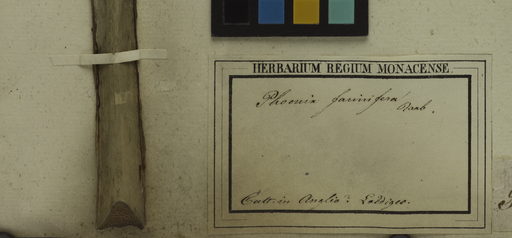 HERBARIUM REGIUM MONACENSE.
Phoenix farinifera
Roxb.
Cult. in Anglia: Loddiges.